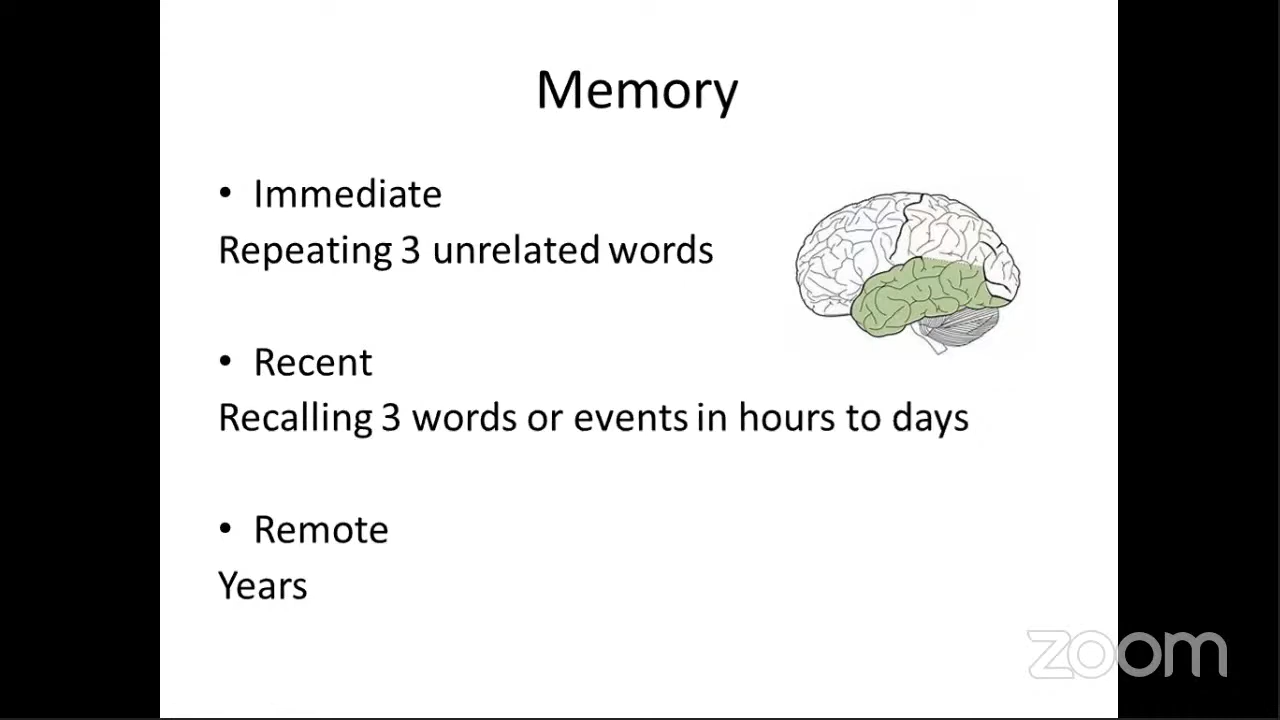 Memory
• Immediate
Repeating 3 unrelated words
• Recent
Recalling 3 words or events in hours to days
• Remote
Years
zoom